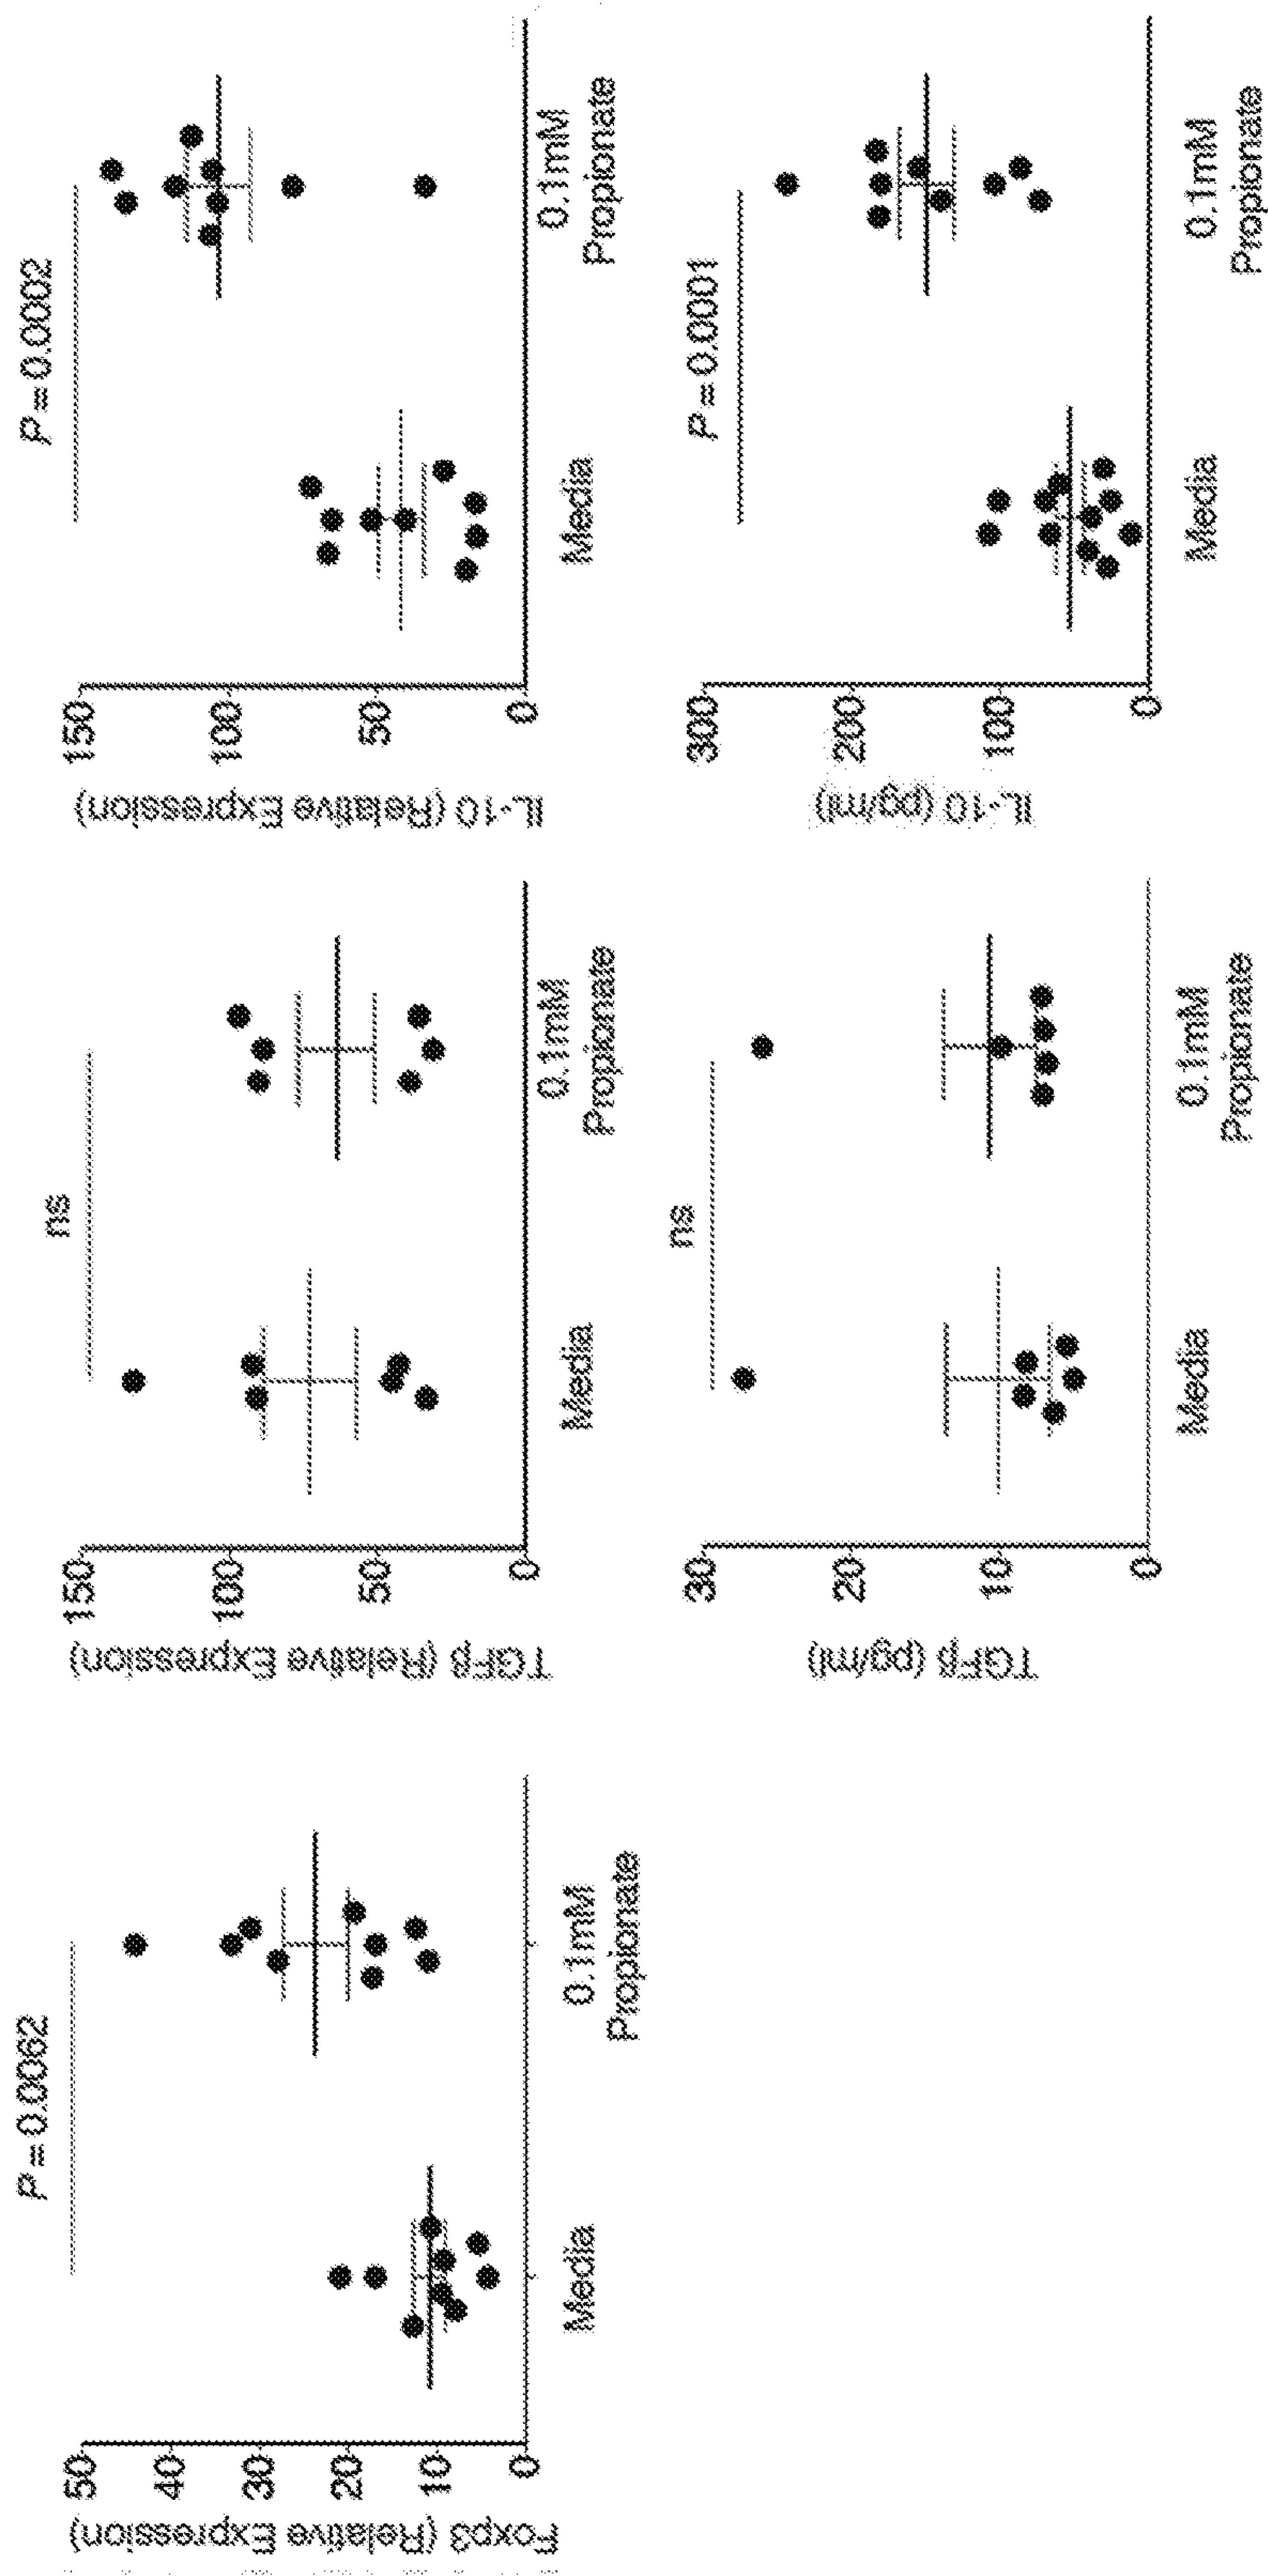 Foxp3 (Relative Expression)
50
40
30
20
10
0
P = 0.0062
Media
0.1mM
Propionate
TGFβ (Relative Expression)
150
100
50
0
ns
Media
0.1mM
Propionate
IL-10 (Relative Expression)
150
100
50
0
P = 0.0002
Media
0.1mM
Propionate
TGFβ (pg/ml)
30
20
10
0
ns
Media
0.1mM
Propionate
IL-10 (pg/ml)
300
200
100
0
P = 0.0001
Media
0.1mM
Propionate